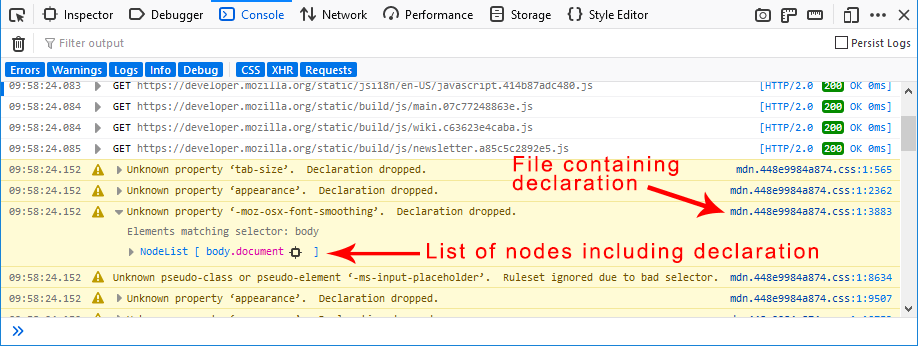 Inspector Debugger Console Network Performance Storage Style Editor
Filter output Persist Logs
Errors Warnings Logs Info Debug CSS XHR Requests
09:58:24.083 GET https://developer.mozilla.org/static/jsi18n/en-US/javascript.414b87adc480.js [HTTP/2.0 200 OK 0ms]
09:58:24.084 GET https://developer.mozilla.org/static/build/js/main.07c77248863e.js [HTTP/2.0 200 OK 0ms]
09:58:24.084 GET https://developer.mozilla.org/static/build/js/wiki.c63623e4caba.js [HTTP/2.0 200 OK 0ms]
09:58:24.085 GET https://developer.mozilla.org/static/build/js/newsletter.a85c5c2892e5.js [HTTP/2.0 200 OK 0ms]
File containing
declaration
09:58:24.152 Unknown property ‘tab-size’. Declaration dropped. mdn.448e9984a874.css:1:565
09:58:24.152 Unknown property ‘appearance’. Declaration dropped. mdn.448e9984a874.css:1:2362
09:58:24.152 Unknown property ‘-moz-osx-font-smoothing’. Declaration dropped. mdn.448e9984a874.css:1:3883
Elements matching selector: body
NodeList [ body.document ]
List of nodes including declaration
09:58:24.152 Unknown pseudo-class or pseudo-element ‘-ms-input-placeholder’. Ruleset ignored due to bad selector. mdn.448e9984a874.css:1:8634
09:58:24.152 Unknown property ‘appearance’. Declaration dropped. mdn.448e9984a874.css:1:9507